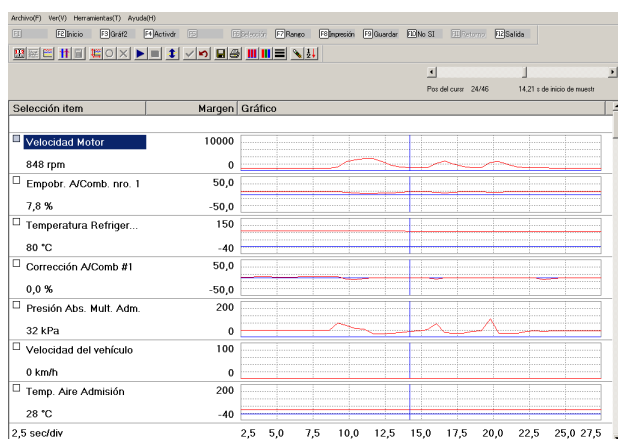 Archivo(F) Ver(V) Herramientas(T) Ayuda(H)
F2 Inicio F3 Gráf2 F4 Activdr F6 Seleccion F7 Rango F8 Impresión F9 Guardar F10 No SI F11 Retorno F12 Salida
Pos del cursr 24/46 14,21 s de inicio de muestr
Selección item Margen Gráfico
Velocidad Motor 10000
848 rpm 0
Empobr. A/Comb. nro. 1 50,0
7,8 % -50,0
Temperatura Refriger... 150
80 °C -40
Corrección A/Comb #1 50,0
0,0 % -50,0
Presión Abs. Mult. Adm. 200
32 kPa 0
Velocidad del vehículo 100
0 km/h 0
Temp. Aire Admisión 200
28 °C -40
2,5 sec/div 2,5 5,0 7,5 10,0 12,5 15,0 17,5 20,0 22,5 25,0 27,5